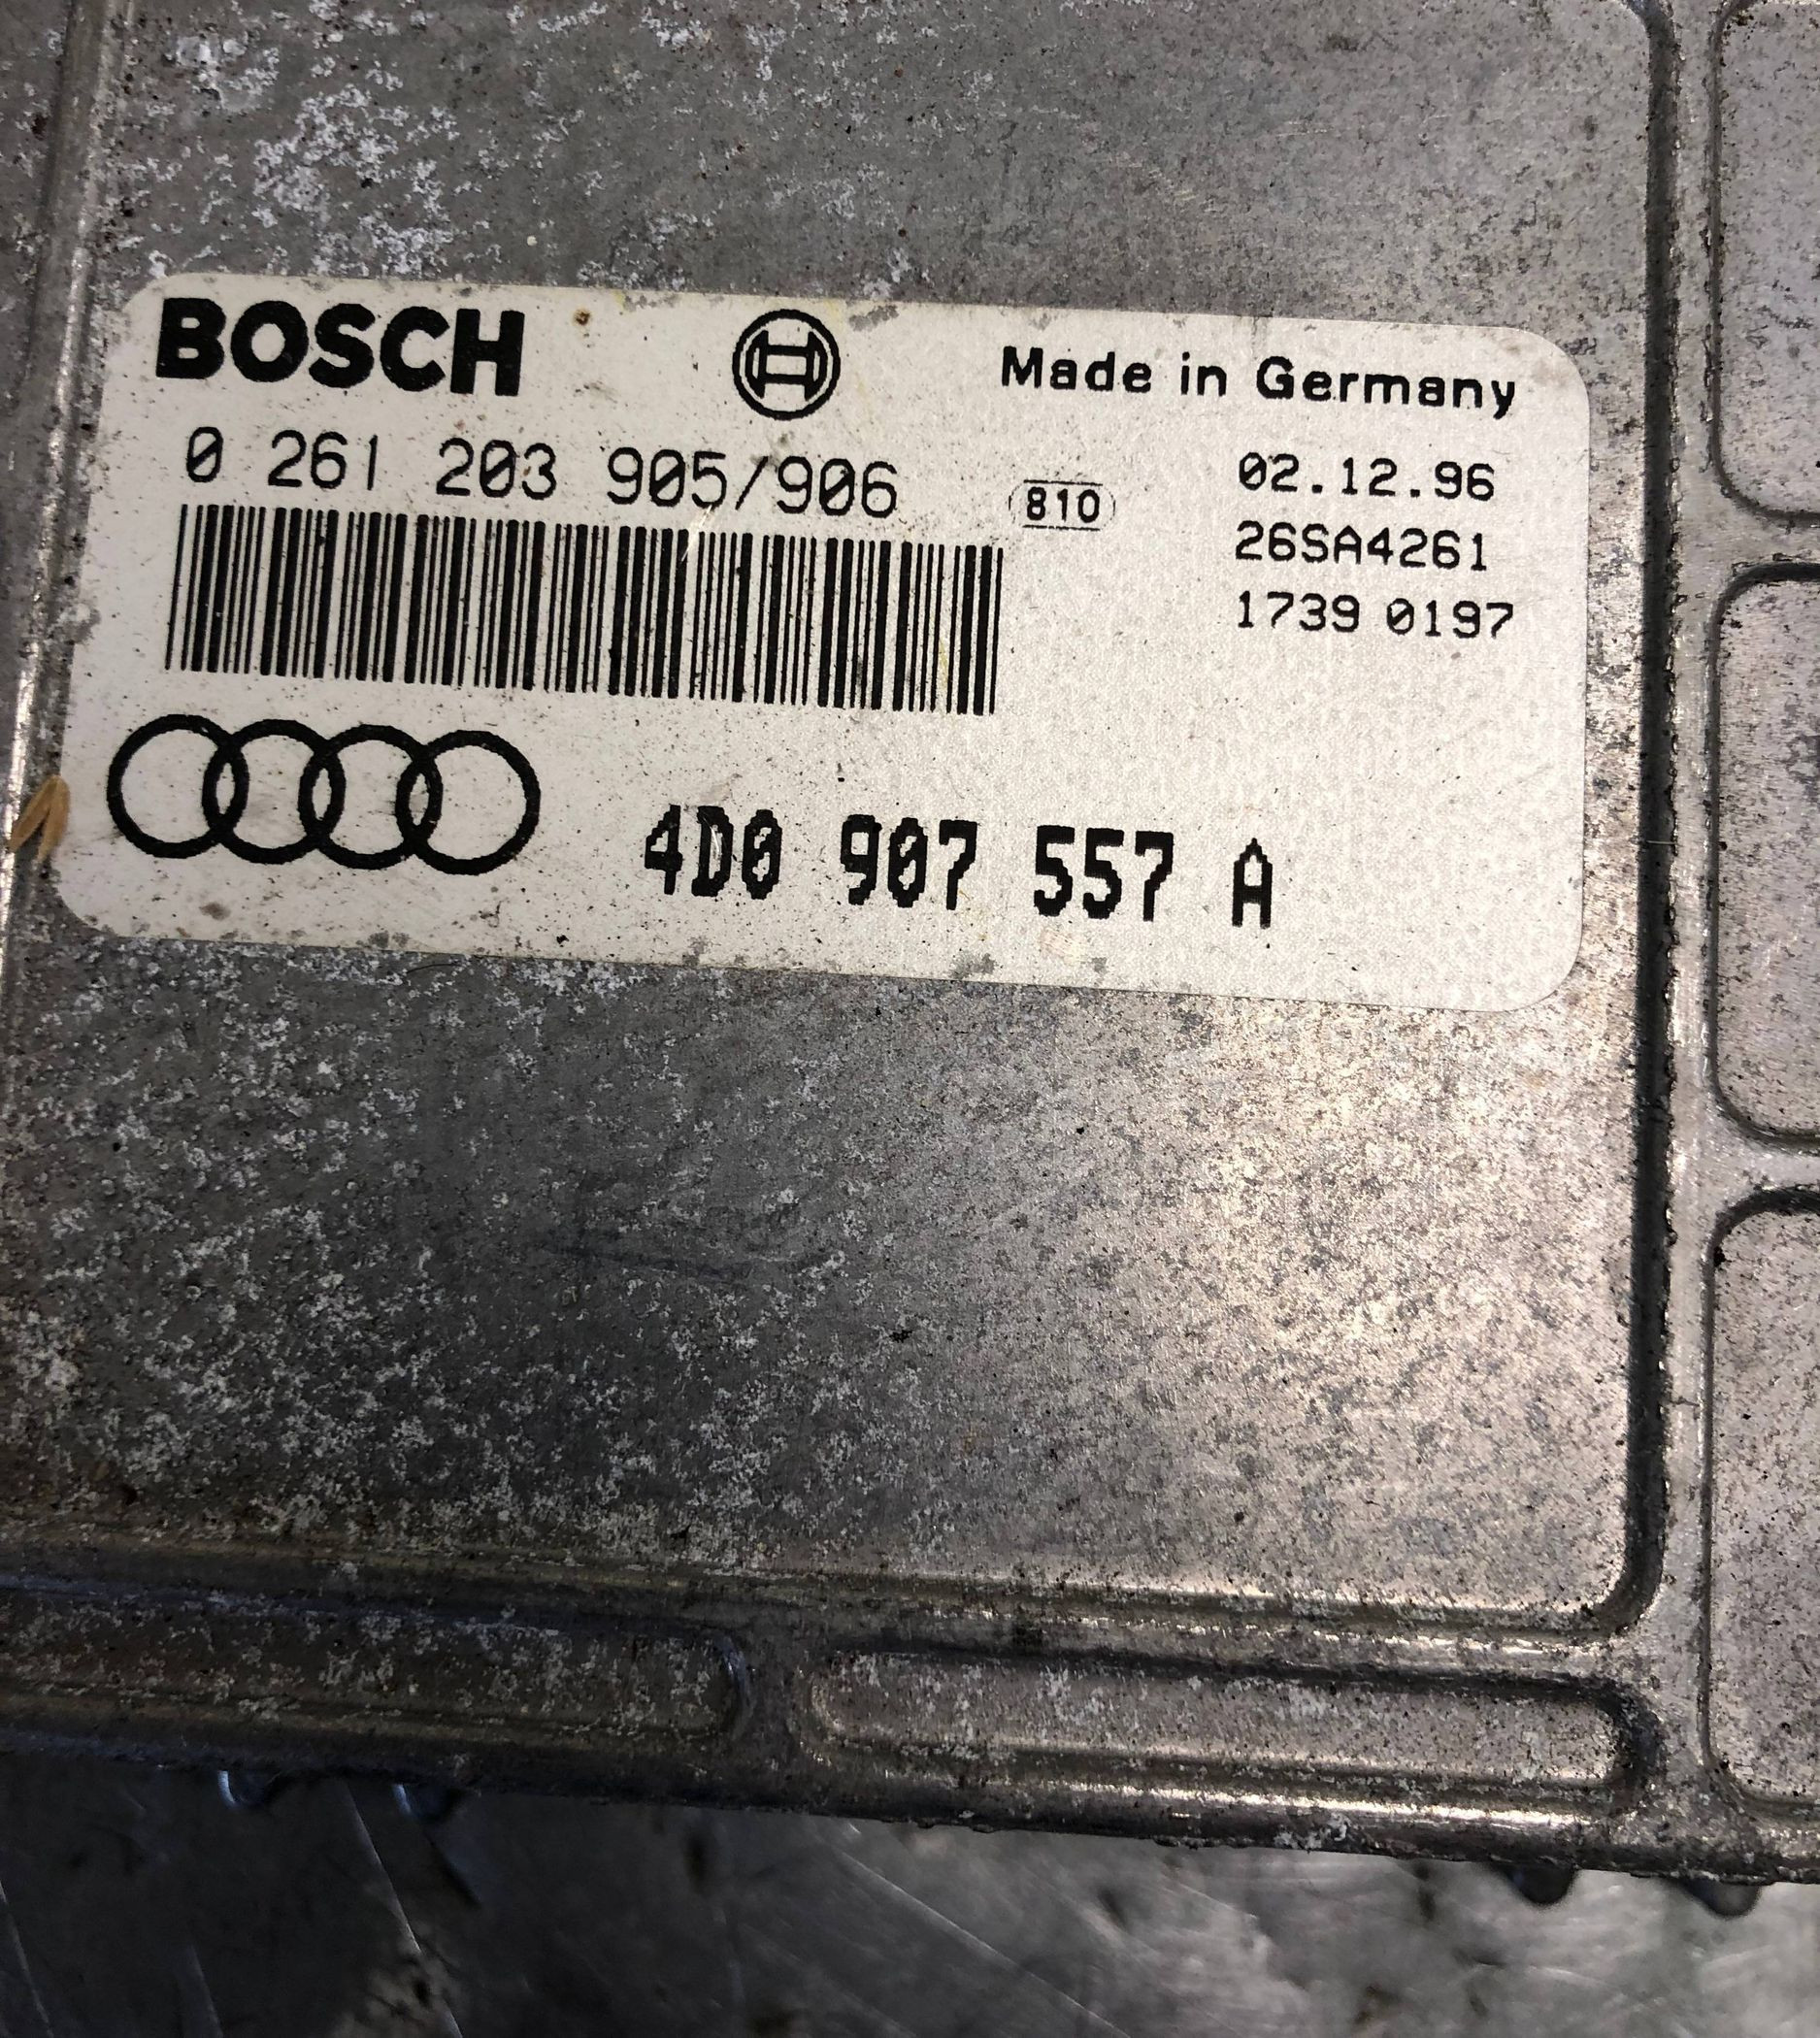 BOSCH
Made in Germany
0 261 203 905/906
810
02.12.96
26SA4261
1739 0197
4D0 907 557 A